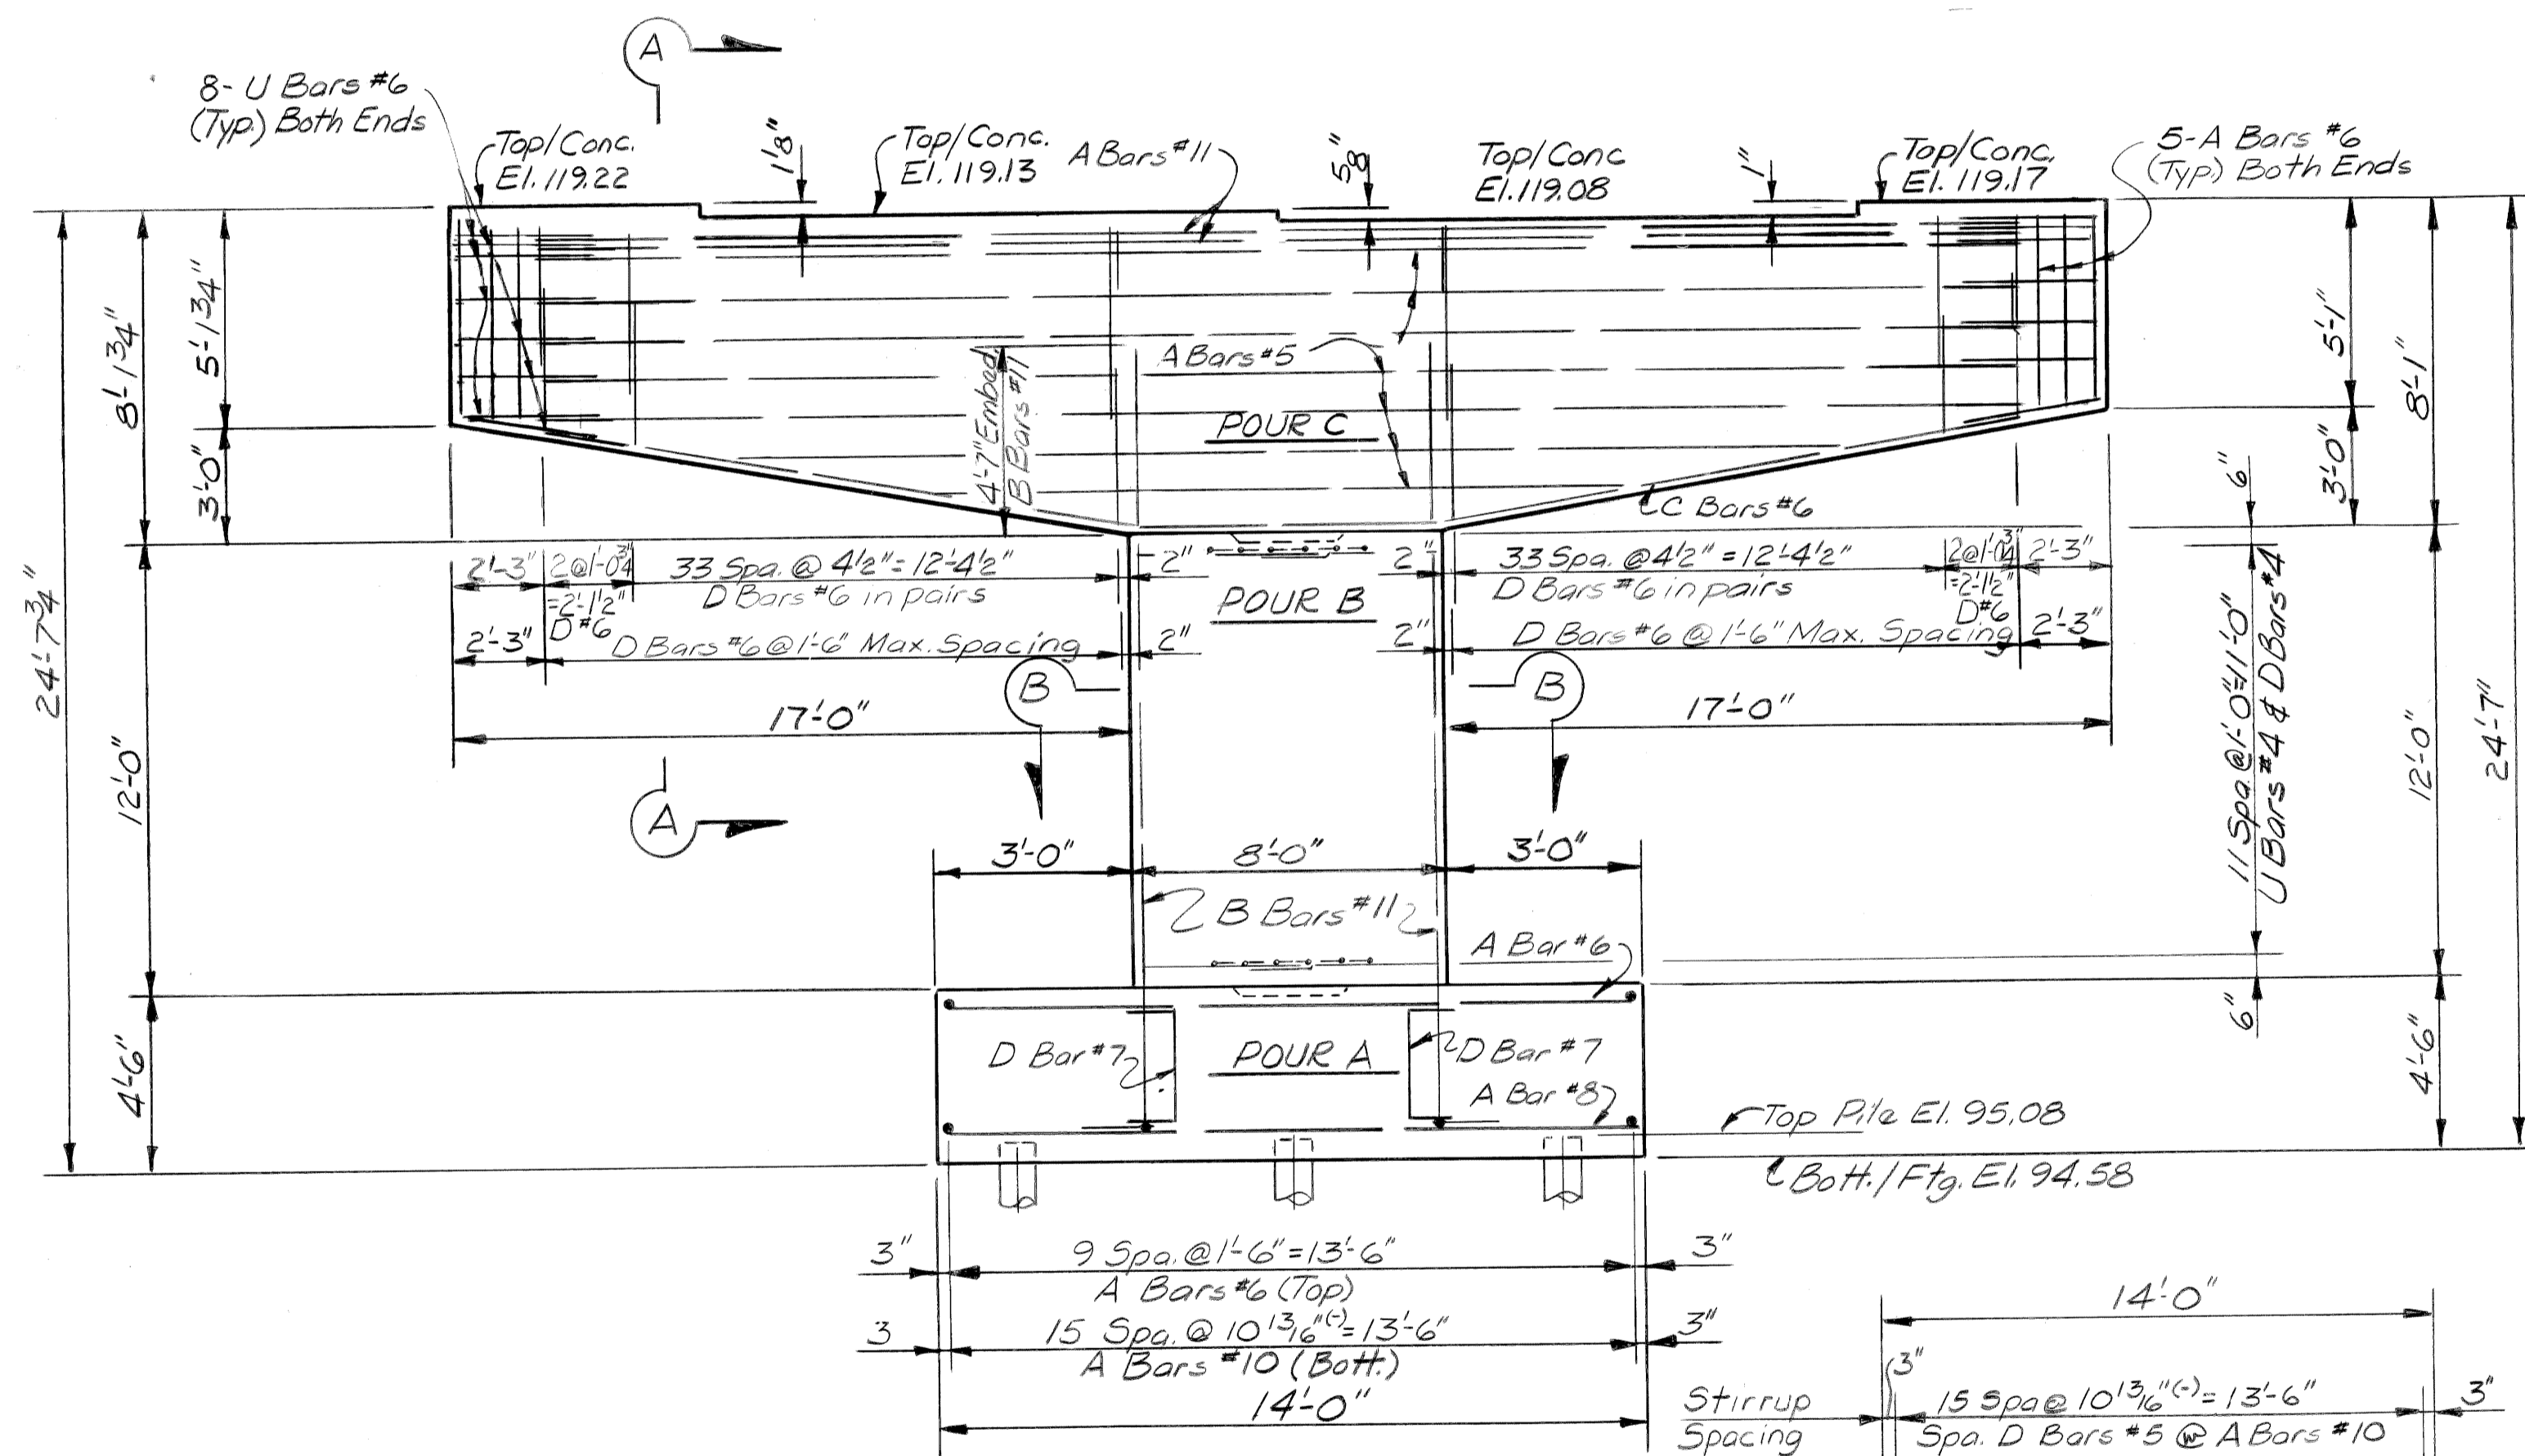 A
8- U Bars #6
(Typ.) Both Ends
Top/Conc.
El. 119.22
1'8"
Top/Conc.
El. 119.13
A Bars #11
5/8"
Top/Conc
El. 119.08
1"
Top/Conc.
El. 119.17
5-A Bars #6
(Typ.) Both Ends
24'-7 3/4"
8'-1 3/4"
5'-1 3/4"
3'-0"
12'-0"
4'-6"
4'-7" Embed.
B Bars #11
A Bars #5
POUR C
C Bars #6
5'-1"
8'-1"
3'-0"
6"
24'-7"
12'-0"
4'-6"
11 Spa. @ 1'-0" = 11'-0"
U Bars #4 & D Bars #4
6"
2'-3"
2@1'-0 3/4"
=2'-1 1/2"
D #6
33 Spa. @ 4 1/2" = 12'-4 1/2"
D Bars #6 in pairs
2"
2"
33 Spa. @ 4 1/2" = 12'-4 1/2"
D Bars #6 in pairs
2@1'-0 3/4"
=2'-1 1/2"
D #6
2'-3"
POUR B
2'-3"
D Bars #6 @ 1'-6" Max. Spacing
2"
2"
D Bars #6 @ 1'-6" Max. Spacing
2'-3"
B
B
17'-0"
17'-0"
A
3'-0"
8'-0"
3'-0"
B Bars #11
A Bar #6
D Bar #7
POUR A
D Bar #7
A Bar #8
Top Pile El. 95.08
Bott./Ftg. El. 94.58
3"
9 Spa. @ 1'-6" = 13'-6"
3"
A Bars #6 (Top)
3
15 Spa. @ 10 13/16" (-) = 13'-6"
3"
A Bars #10 (Bott.)
14'-0"
14'-0"
3"
Stirrup
Spacing
15 Spa @ 10 13/16" (-) = 13'-6"
3"
Spa. D Bars #5 @ A Bars #10